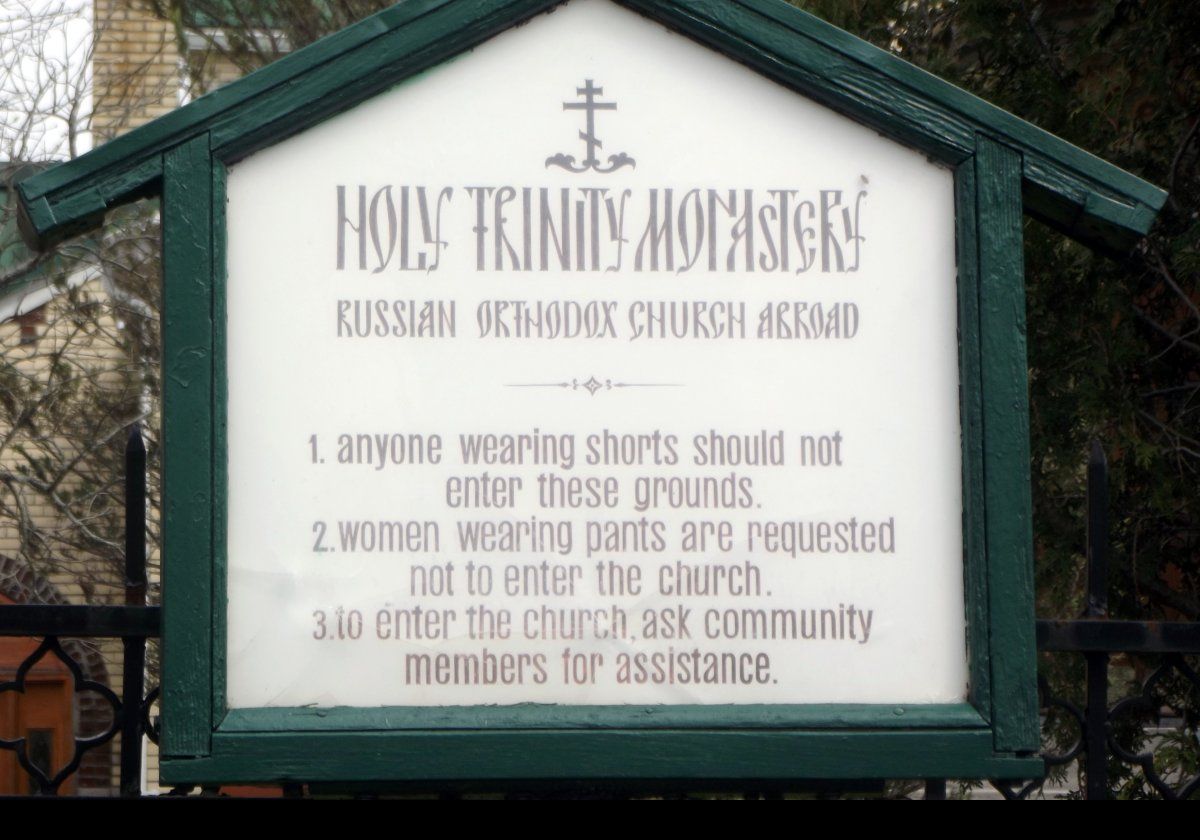 HOLY TRINITY MONASTERY
RUSSIAN ORTHODOX CHURCH ABROAD
1. anyone wearing shorts should not
enter these grounds.
2. women wearing pants are requested
not to enter the church.
3. to enter the church, ask community
members for assistance.